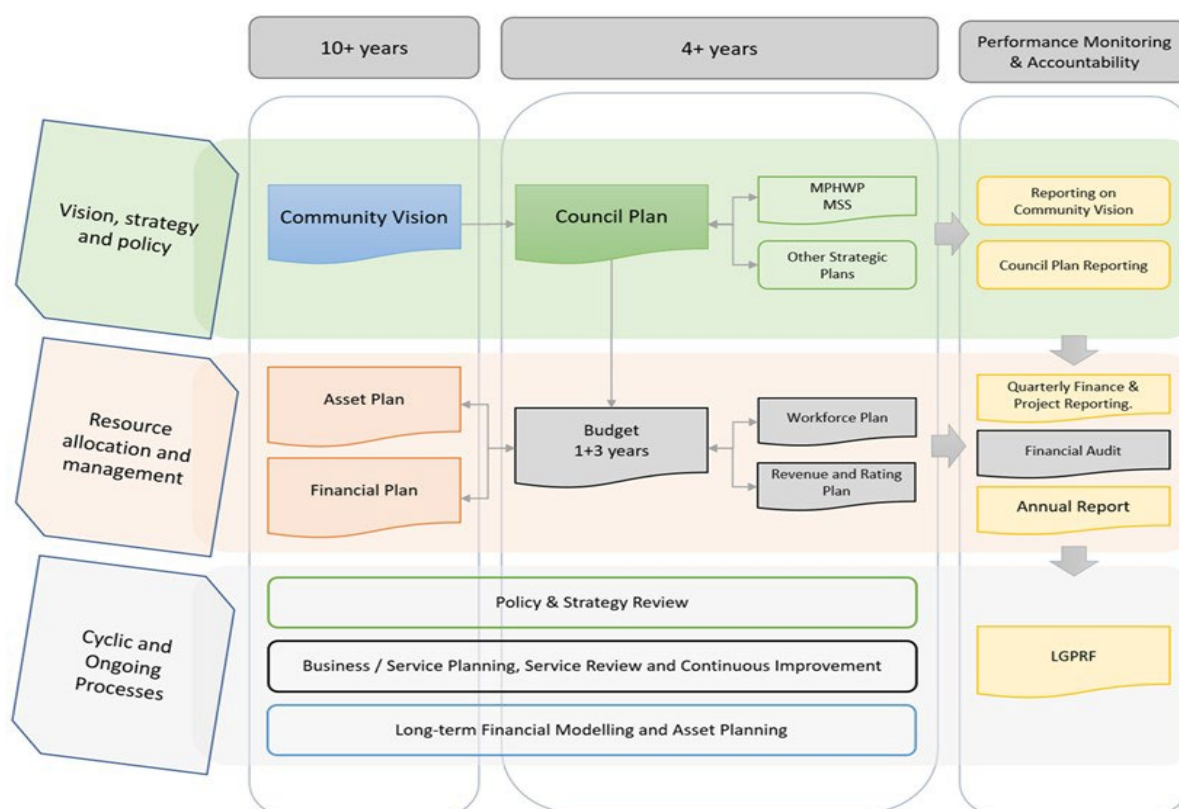 10+ years
4+ years
Performance Monitoring
& Accountability
Vision, strategy
and policy
Community Vision
Council Plan
MPHWP
MSS
Other Strategic
Plans
Reporting on
Community Vision
Council Plan Reporting
Resource
allocation and
management
Asset Plan
Financial Plan
Budget
1+3 years
Workforce Plan
Revenue and Rating
Plan
Quarterly Finance &
Project Reporting.
Financial Audit
Annual Report
Cyclic and
Ongoing
Processes
Policy & Strategy Review
Business / Service Planning, Service Review and Continuous Improvement
Long-term Financial Modelling and Asset Planning
LGPRF